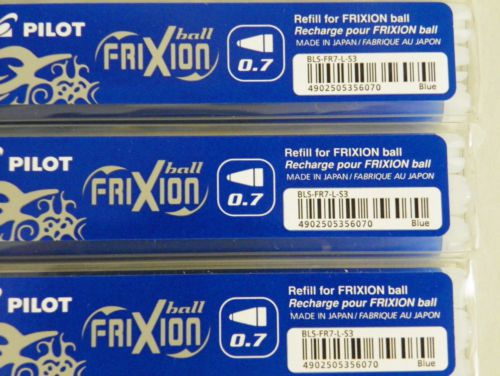 PILOT
FRIXION ball
0.7
Refill for FRIXION ball
Recharge pour FRIXION ball
MADE IN JAPAN/FABRIQUE AU JAPON
BLS-FR7-L-S3
4902505356070
Blue
PILOT
FRIXION ball
0.7
Refill for FRIXION ball
Recharge pour FRIXION ball
MADE IN JAPAN/FABRIQUE AU JAPON
BLS-FR7-L-S3
4902505356070
Blue
PILOT
FRIXION ball
0.7
Refill for FRIXION ball
Recharge pour FRIXION ball
MADE IN JAPAN/FABRIQUE AU JAPON
BLS-FR7-L-S3
4902505356070
Blue